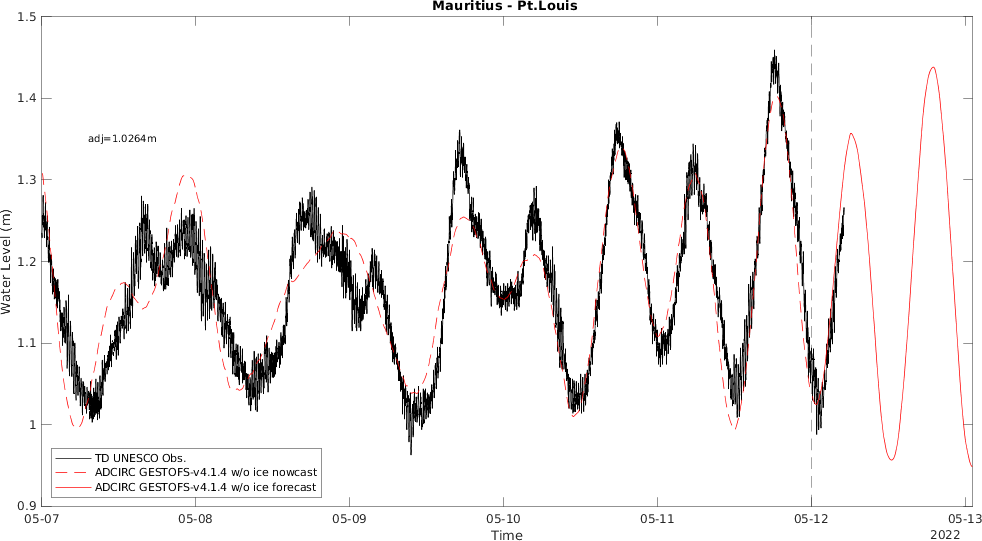 Mauritius - Pt.Louis
1.5
1.4
1.3
1.2
1.1
1
0.9
Water Level (m)
adj=1.0264m
TD UNESCO Obs.
ADCIRC GESTOFS-v4.1.4 w/o ice nowcast
ADCIRC GESTOFS-v4.1.4 w/o ice forecast
05-07 05-08 05-09 05-10 05-11 05-12 05-13
Time
2022